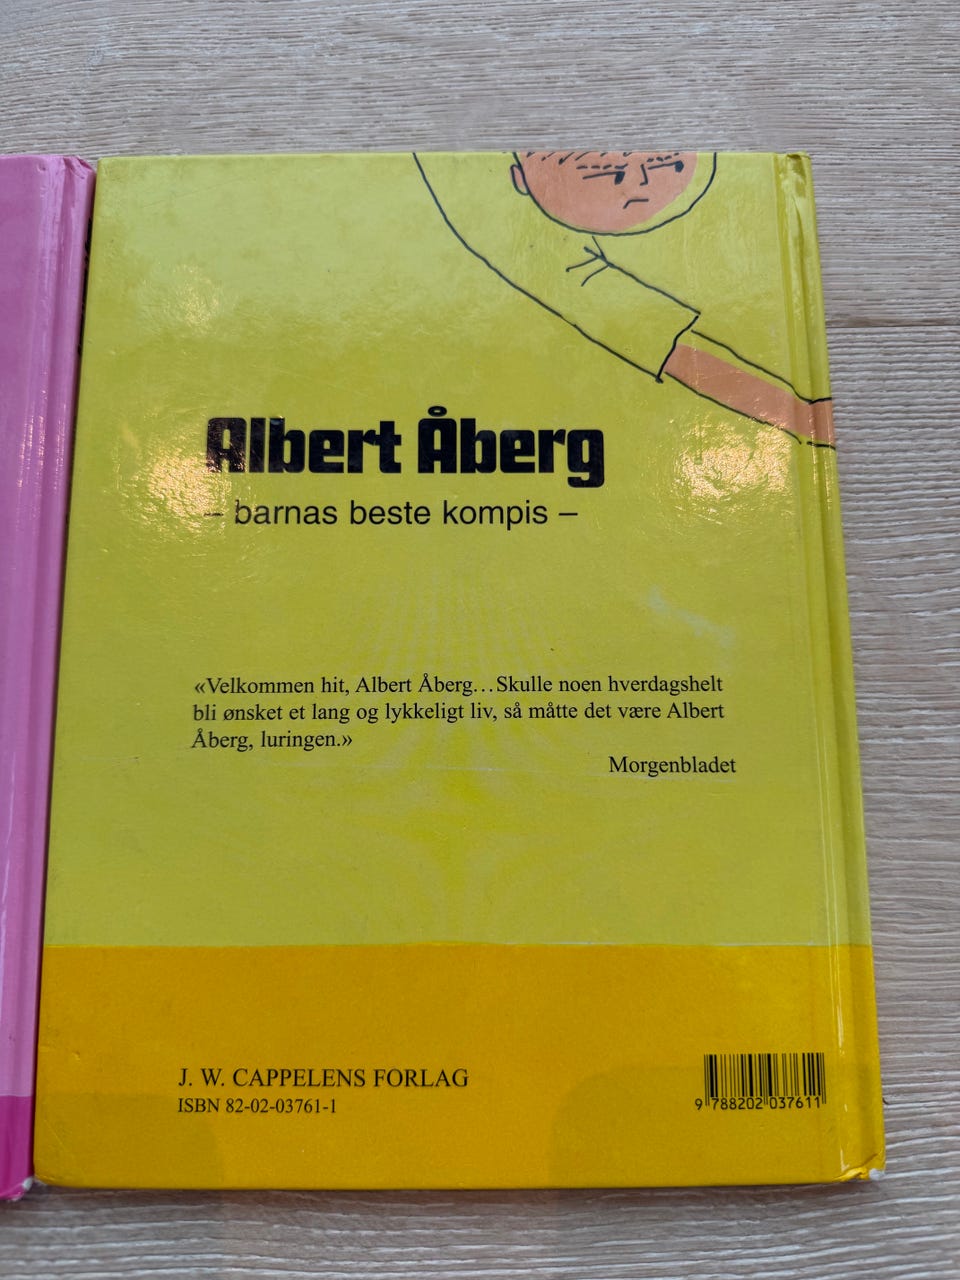 Albert Åberg
– barnas beste kompis –
«Velkommen hit, Albert Åberg...Skulle noen hverdagshelt
bli ønsket et lang og lykkeligt liv, så måtte det være Albert
Åberg, luringen.»
Morgenbladet
J. W. CAPPELENS FORLAG
ISBN 82-02-03761-1
9 788202 037611